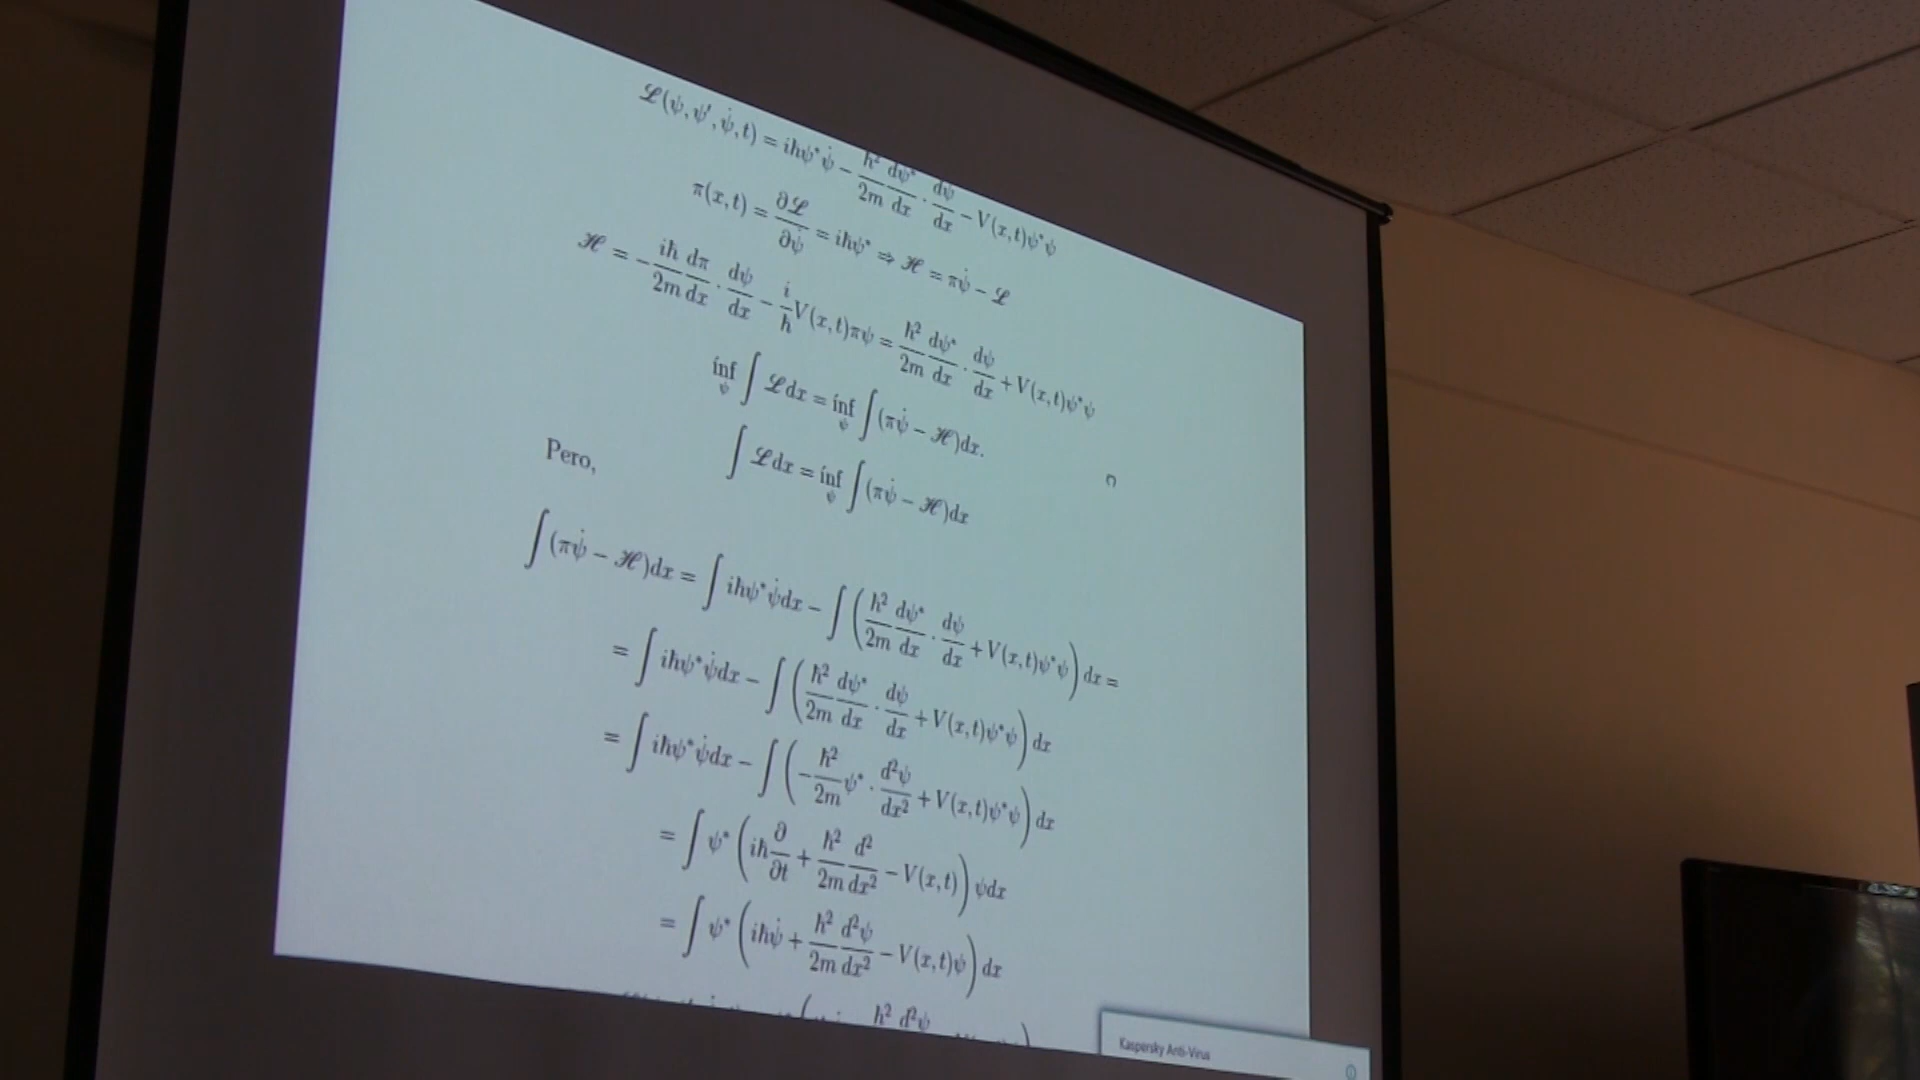 ℒ(ψ, ψ′, ψ̇, t) = iħψ*ψ̇ − ħ²/2m dψ*/dx · dψ/dx − V(x,t)ψ*ψ
π(x,t) = ∂ℒ/∂ψ̇ = iħψ* ⇒ ℋ = πψ̇ − ℒ
ℋ = −iħ/2m dπ/dx · dψ/dx − i/ħ V(x,t)πψ = ħ²/2m dψ*/dx · dψ/dx + V(x,t)ψ*ψ
ínf_ψ ∫ ℒdx = ínf_ψ ∫(πψ̇ − ℋ)dx.
∫ ℒdx = ínf_ψ ∫(πψ̇ − ℋ)dx
Pero,
∫(πψ̇ − ℋ)dx = ∫ iħψ*ψ̇dx − ∫ (ħ²/2m dψ*/dx · dψ/dx + V(x,t)ψ*ψ) dx =
= ∫ iħψ*ψ̇dx − ∫ (ħ²/2m dψ*/dx · dψ/dx + V(x,t)ψ*ψ) dx
= ∫ iħψ*ψ̇dx − ∫ (−ħ²/2m ψ* · d²ψ/dx² + V(x,t)ψ*ψ) dx
= ∫ ψ* (iħ ∂/∂t + ħ²/2m d²/dx² − V(x,t)) ψdx
= ∫ ψ* (iħψ̇ + ħ²/2m d²ψ/dx² − V(x,t)ψ) dx
ħ² d²ψ
Kaspersky Anti-Virus